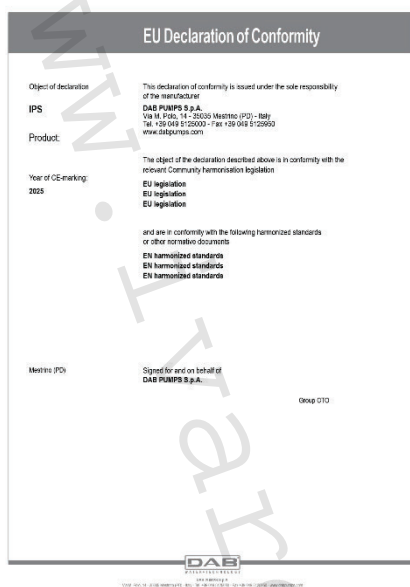 EU Declaration of Conformity
Object of declaration
IPS
Product:
Year of CE-marking:
2025
This declaration of conformity is issued under the sole responsibility
of the manufacturer
DAB PUMPS S.p.A.
Via M. Polo, 14 - 35035 Mestrino (PD) - Italy
Tel. +39 049 5125000 - Fax +39 049 5125950
www.dabpumps.com
The object of the declaration described above is in conformity with the
relevant Community harmonisation legislation
EU legislation
EU legislation
EU legislation
and are in conformity with the following harmonized standards
or other normative documents
EN harmonized standards
EN harmonized standards
EN harmonized standards
Mestrino (PD)
Signed for and on behalf of
DAB PUMPS S.p.A.
Group CTO
www.ivar
DAB